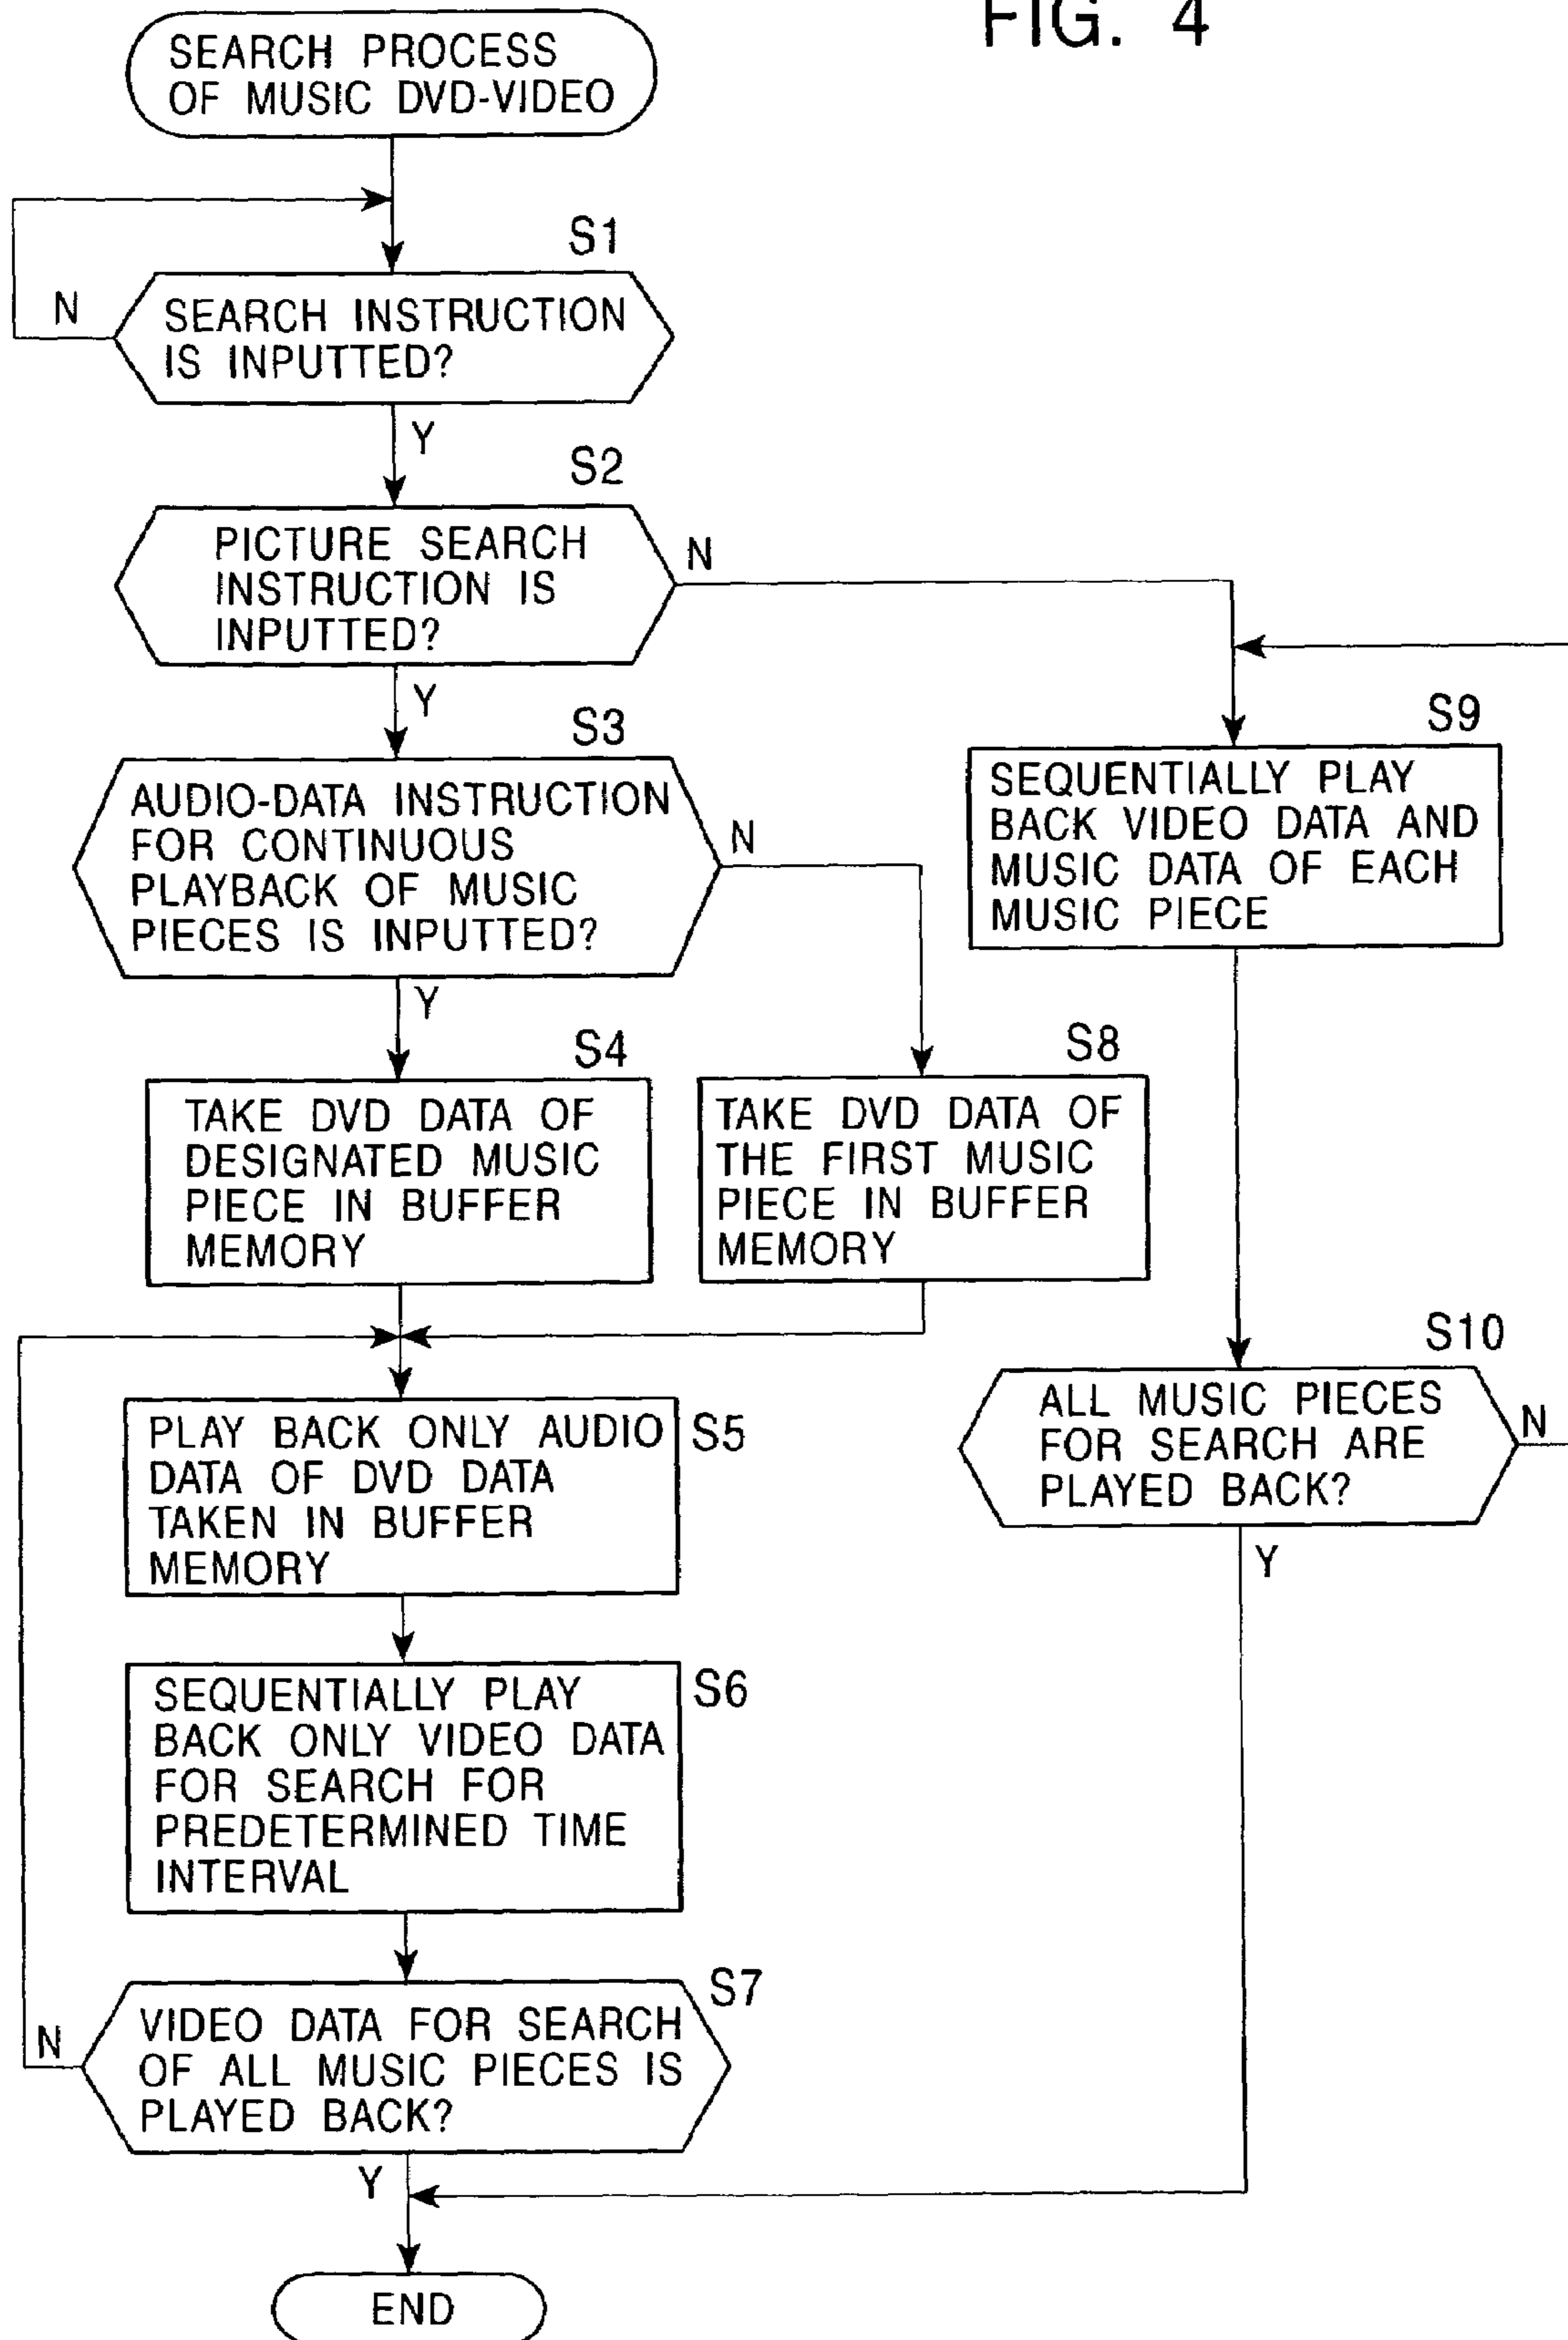 FIG. 4
SEARCH PROCESS
OF MUSIC DVD-VIDEO
S1
N
SEARCH INSTRUCTION
IS INPUTTED?
Y
S2
PICTURE SEARCH
INSTRUCTION IS
INPUTTED?
N
Y
S3
AUDIO-DATA INSTRUCTION
FOR CONTINUOUS
PLAYBACK OF MUSIC
PIECES IS INPUTTED?
N
Y
S4
TAKE DVD DATA OF
DESIGNATED MUSIC
PIECE IN BUFFER
MEMORY
S8
TAKE DVD DATA OF
THE FIRST MUSIC
PIECE IN BUFFER
MEMORY
S9
SEQUENTIALLY PLAY
BACK VIDEO DATA AND
MUSIC DATA OF EACH
MUSIC PIECE
S5
PLAY BACK ONLY AUDIO
DATA OF DVD DATA
TAKEN IN BUFFER
MEMORY
S6
SEQUENTIALLY PLAY
BACK ONLY VIDEO DATA
FOR SEARCH FOR
PREDETERMINED TIME
INTERVAL
S7
N
VIDEO DATA FOR SEARCH
OF ALL MUSIC PIECES IS
PLAYED BACK?
Y
S10
ALL MUSIC PIECES
FOR SEARCH ARE
PLAYED BACK?
N
Y
END